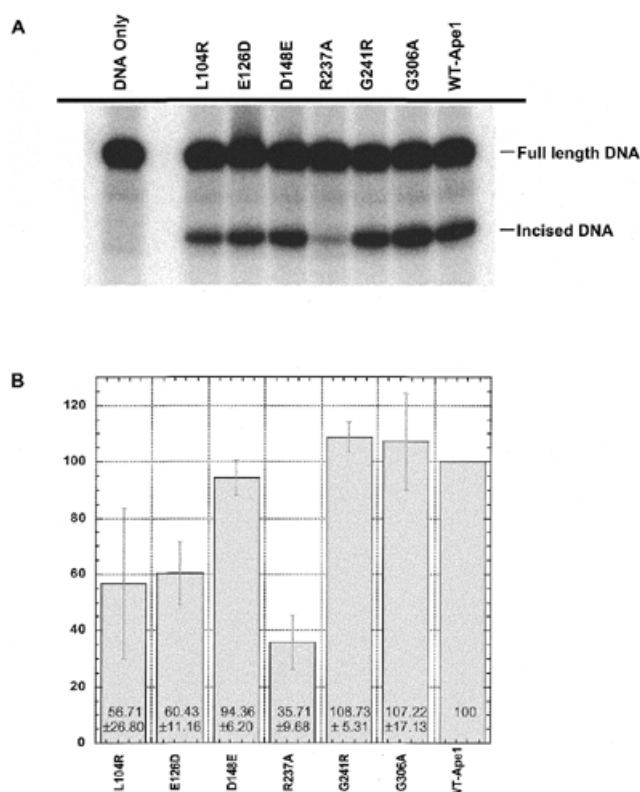 A
DNA Only
L104R
E126D
D148E
R237A
G241R
G306A
WT-Ape1
Full length DNA
Incised DNA
B
120
100
80
60
40
20
0
56.71
±26.80
60.43
±11.16
94.36
±6.20
35.71
±9.68
108.73
±5.31
107.22
±17.13
100
L104R
E126D
D148E
R237A
G241R
G306A
WT-Ape1